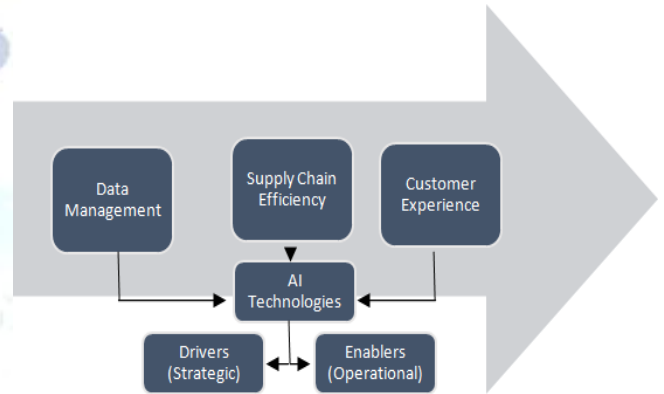 Data
Management
Supply Chain
Efficiency
Customer
Experience
AI
Technologies
Drivers
(Strategic)
Enablers
(Operational)